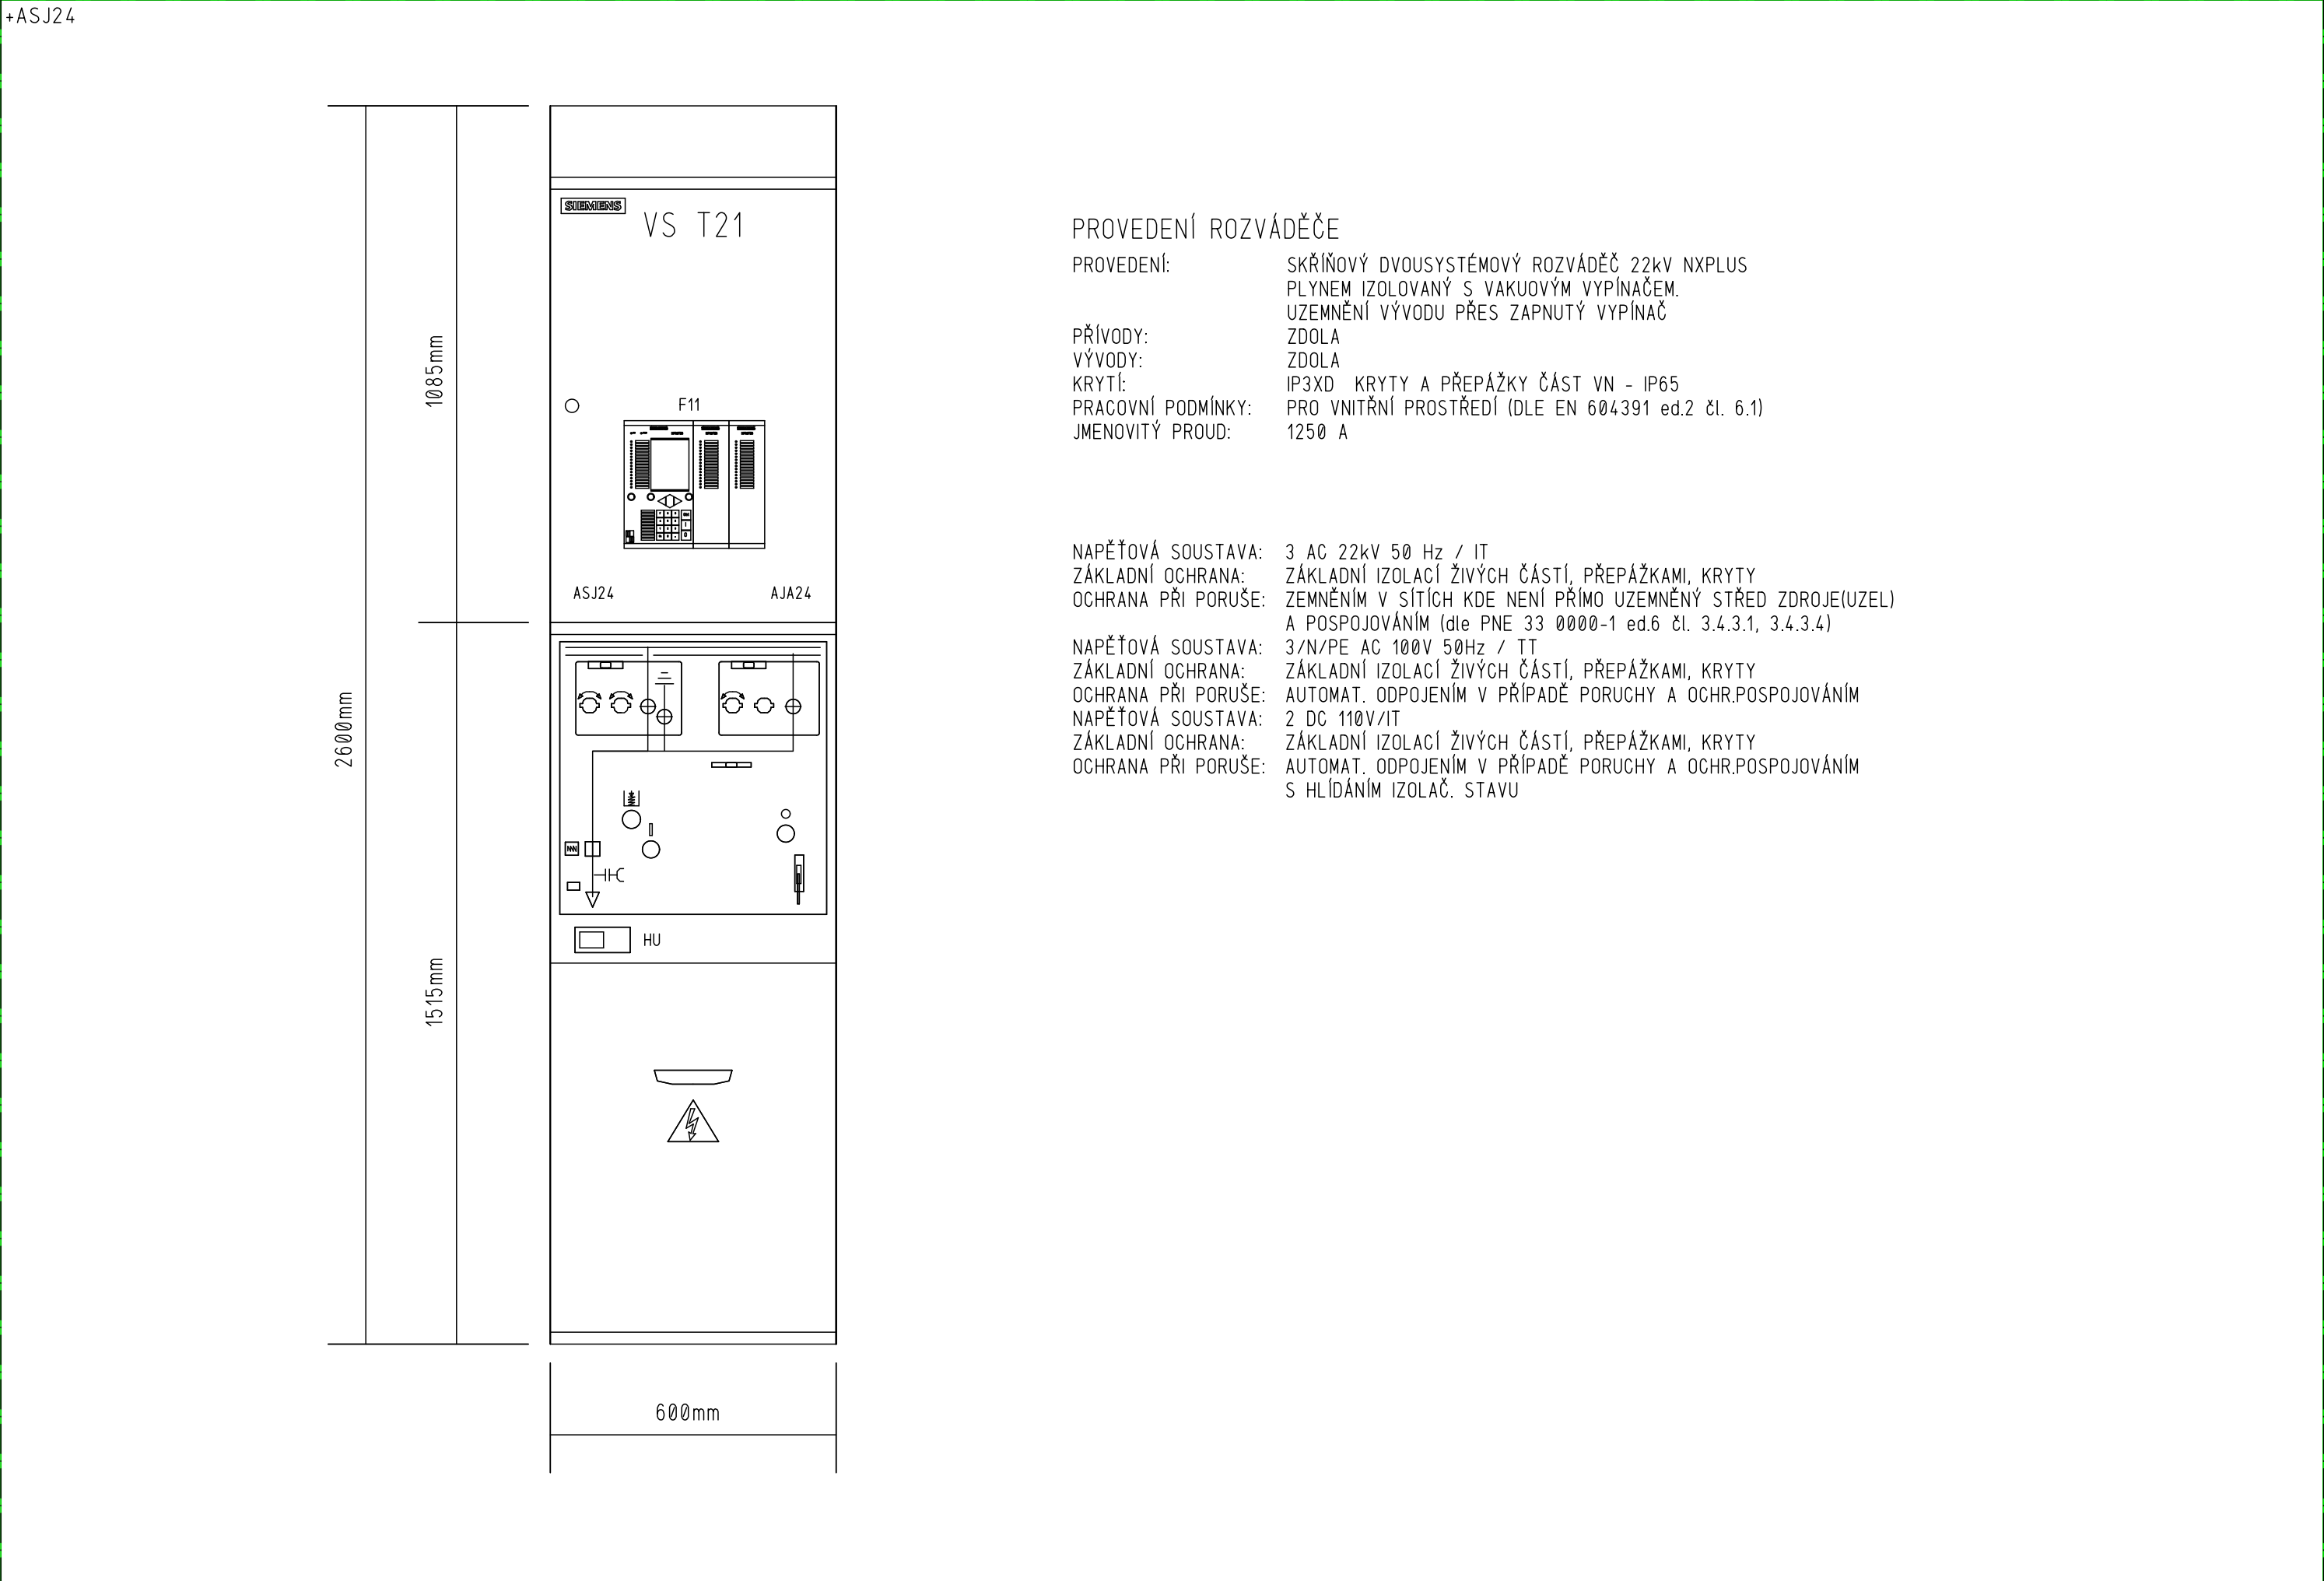 +ASJ24
SIEMENS
VS T21
F11
ASJ24 AJA24
HU
1085mm
2600mm
1515mm
600mm
PROVEDENÍ ROZVÁDĚČE
PROVEDENÍ: SKŘÍŇOVÝ DVOUSYSTÉMOVÝ ROZVÁDĚČ 22kV NXPLUS
PLYNEM IZOLOVANÝ S VAKUOVÝM VYPÍNAČEM.
UZEMNĚNÍ VÝVODU PŘES ZAPNUTÝ VYPÍNAČ
PŘÍVODY: ZDOLA
VÝVODY: ZDOLA
KRYTÍ: IP3XD KRYTY A PŘEPÁŽKY ČÁST VN - IP65
PRACOVNÍ PODMÍNKY: PRO VNITŘNÍ PROSTŘEDÍ (DLE EN 604391 ed.2 čl. 6.1)
JMENOVITÝ PROUD: 1250 A
NAPĚŤOVÁ SOUSTAVA: 3 AC 22kV 50 Hz / IT
ZÁKLADNÍ OCHRANA: ZÁKLADNÍ IZOLACÍ ŽIVÝCH ČÁSTÍ, PŘEPÁŽKAMI, KRYTY
OCHRANA PŘI PORUŠE: ZEMNĚNÍM V SÍTÍCH KDE NENÍ PŘÍMO UZEMNĚNÝ STŘED ZDROJE(UZEL)
A POSPOJOVÁNÍM (dle PNE 33 0000-1 ed.6 čl. 3.4.3.1, 3.4.3.4)
NAPĚŤOVÁ SOUSTAVA: 3/N/PE AC 100V 50Hz / TT
ZÁKLADNÍ OCHRANA: ZÁKLADNÍ IZOLACÍ ŽIVÝCH ČÁSTÍ, PŘEPÁŽKAMI, KRYTY
OCHRANA PŘI PORUŠE: AUTOMAT. ODPOJENÍM V PŘÍPADĚ PORUCHY A OCHR.POSPOJOVÁNÍM
NAPĚŤOVÁ SOUSTAVA: 2 DC 110V/IT
ZÁKLADNÍ OCHRANA: ZÁKLADNÍ IZOLACÍ ŽIVÝCH ČÁSTÍ, PŘEPÁŽKAMI, KRYTY
OCHRANA PŘI PORUŠE: AUTOMAT. ODPOJENÍM V PŘÍPADĚ PORUCHY A OCHR.POSPOJOVÁNÍM
S HLÍDÁNÍM IZOLAČ. STAVU